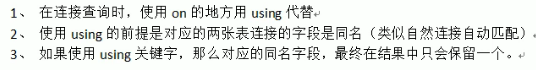 1、 在连接查询时，使用 on 的地方用 using 代替
2、 使用 using 的前提是对应的两张表连接的字段是同名（类似自然连接自动匹配）
3、 如果使用 using 关键字，那么对应的同名字段，最终在结果中只会保留一个。